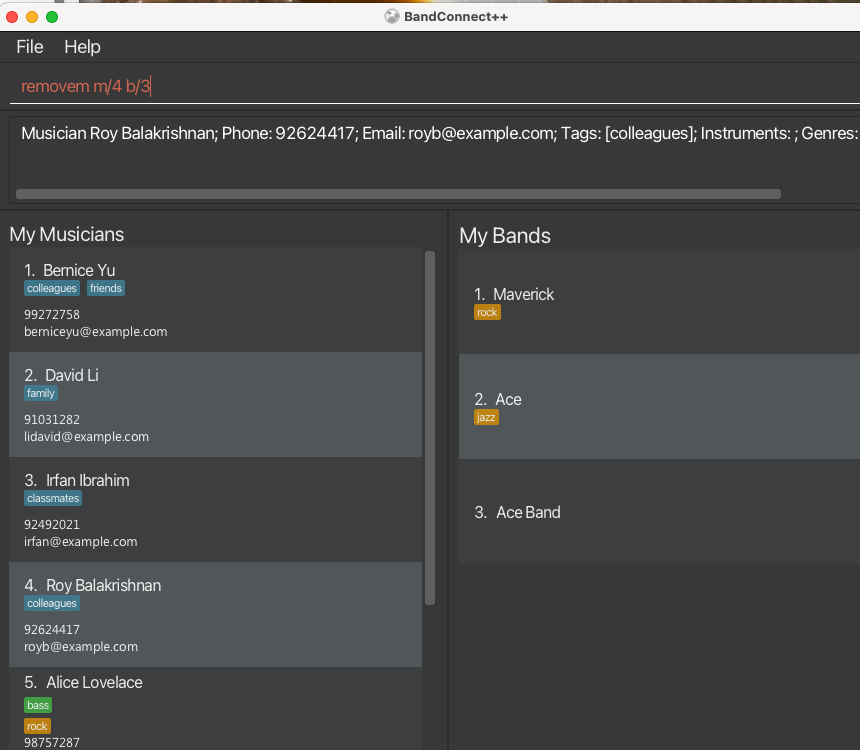 BandConnect++
File Help
removem m/4 b/3
Musician Roy Balakrishnan; Phone: 92624417; Email: royb@example.com; Tags: [colleagues]; Instruments: ; Genres:
My Musicians
1. Bernice Yu
colleagues friends
99272758
berniceyu@example.com
2. David Li
family
91031282
lidavid@example.com
3. Irfan Ibrahim
classmates
92492021
irfan@example.com
4. Roy Balakrishnan
colleagues
92624417
royb@example.com
5. Alice Lovelace
bass
rock
98757287
My Bands
1. Maverick
rock
2. Ace
jazz
3. Ace Band